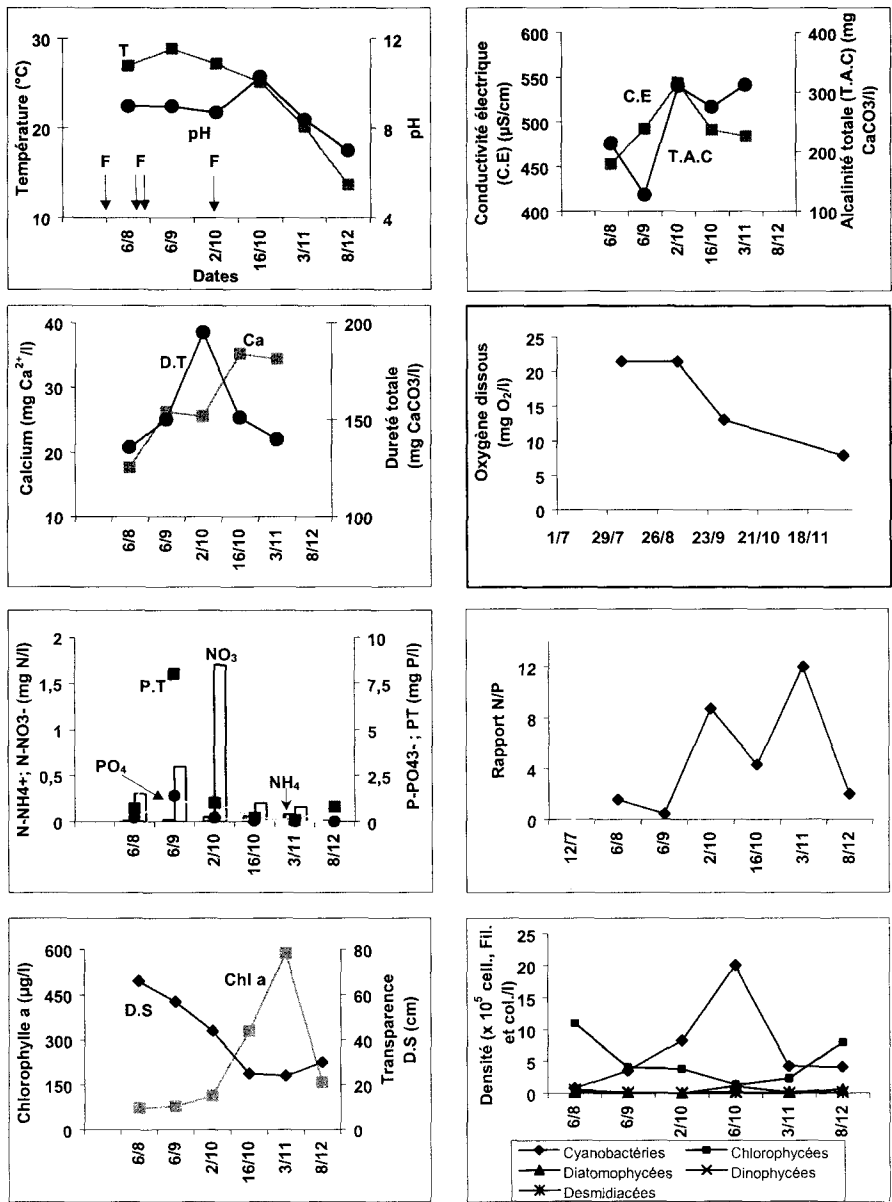 30
20
10
Température (°C)
T
pH
F
F
F
12
8
4
pH
6/8
6/9
2/10
16/10
3/11
8/12
Dates
600
550
500
450
400
Conductivité électrique
(C.E) (µS/cm)
C.E
T.A.C
400
300
200
100
Alcalinité totale (T.A.C) (mg
CaCO3/l)
6/8
6/9
2/10
16/10
3/11
8/12
40
30
20
10
Calcium (mg Ca²⁺/l)
D.T
Ca
200
150
100
Dureté totale
(mg CaCO3/l)
6/8
6/9
2/10
16/10
3/11
8/12
25
20
15
10
5
0
Oxygène dissous
(mg O₂/l)
1/7
29/7
26/8
23/9
21/10
18/11
2
1,5
1
0,5
0
N-NH4+; N-NO3- (mg N/l)
P.T
NO₃
PO₄
NH₄
10
7,5
5
2,5
0
P-PO43- ; PT (mg P/l)
6/8
6/9
2/10
16/10
3/11
8/12
12
8
4
0
Rapport N/P
12/7
6/8
6/9
2/10
16/10
3/11
8/12
600
450
300
150
0
Chlorophylle a (µg/l)
D.S
Chl a
80
60
40
20
0
Transparence
D.S (cm)
6/8
6/9
2/10
16/10
3/11
8/12
25
20
15
10
5
0
Densité (x 10⁵ cell., Fil.
et col./l)
6/8
6/9
2/10
6/10
3/11
8/12
Cyanobactéries
Chlorophycées
Diatomophycées
Dinophycées
Desmidiacées